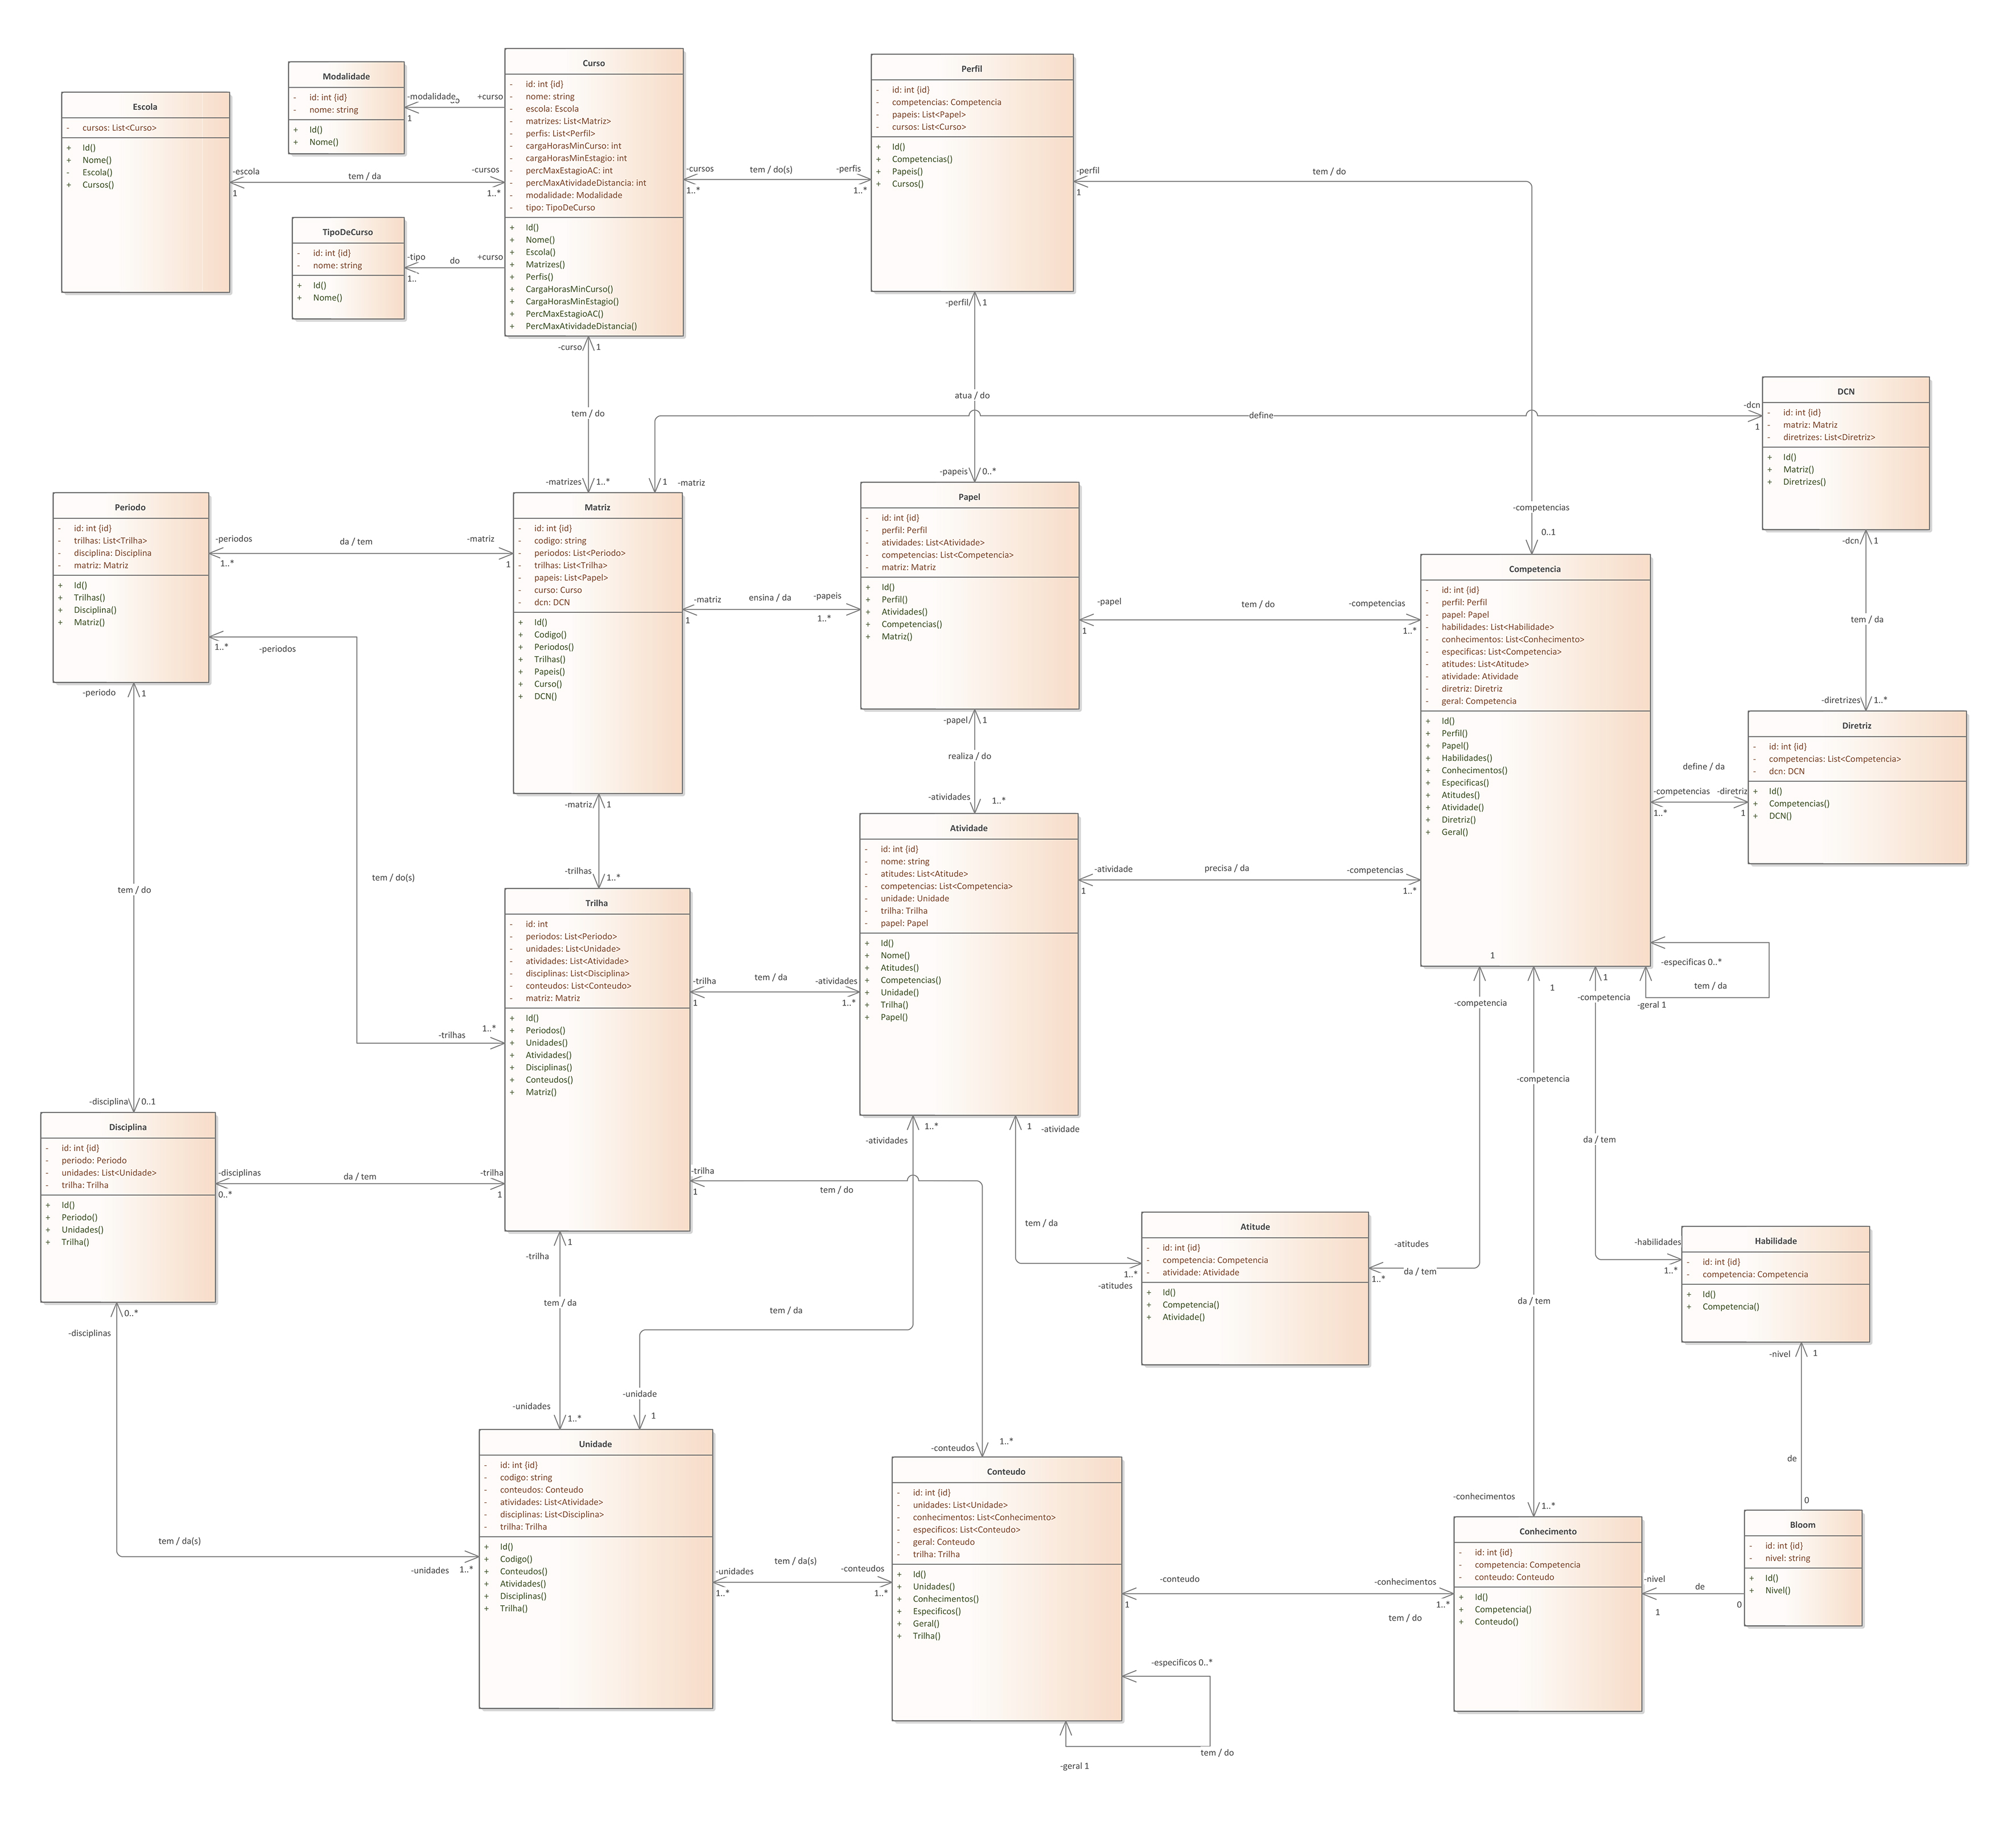 Escola
- cursos: List<Curso>
+ Id()
+ Nome()
- Escola()
+ Cursos()
Modalidade
- id: int {id}
- nome: string
+ Id()
+ Nome()
TipoDeCurso
- id: int {id}
- nome: string
+ Id()
+ Nome()
Curso
- id: int {id}
- nome: string
- escola: Escola
- matrizes: List<Matriz>
- perfis: List<Perfil>
- cargaHorasMinCurso: int
- cargaHorasMinEstagio: int
- percMaxEstagioAC: int
- percMaxAtividadeDistancia: int
- modalidade: Modalidade
- tipo: TipoDeCurso
+ Id()
+ Nome()
+ Escola()
+ Matrizes()
+ Perfis()
+ CargaHorasMinCurso()
+ CargaHorasMinEstagio()
+ PercMaxEstagioAC()
+ PercMaxAtividadeDistancia()
-modalidade
+curso
1
-escola
1
tem / da
-cursos
1..*
-tipo
1..
do
+curso
-cursos
1..*
tem / do(s)
-perfis
1..*
Perfil
- id: int {id}
- competencias: Competencia
- papeis: List<Papel>
- cursos: List<Curso>
+ Id()
+ Competencias()
+ Papeis()
+ Cursos()
-perfil
1
tem / do
-competencias
0..1
-perfil
1
atua / do
-papeis
0..*
-curso
1
tem / do
-matrizes
1..*
1
-matriz
define
-dcn
1
DCN
- id: int {id}
- matriz: Matriz
- diretrizes: List<Diretriz>
+ Id()
+ Matriz()
+ Diretrizes()
-dcn
1
tem / da
-diretrizes
1..*
Periodo
- id: int {id}
- trilhas: List<Trilha>
- disciplina: Disciplina
- matriz: Matriz
+ Id()
+ Trilhas()
+ Disciplina()
+ Matriz()
-periodos
1..*
da / tem
-matriz
1
Matriz
- id: int {id}
- codigo: string
- periodos: List<Periodo>
- trilhas: List<Trilha>
- papeis: List<Papel>
- curso: Curso
- dcn: DCN
+ Id()
+ Codigo()
+ Periodos()
+ Trilhas()
+ Papeis()
+ Curso()
+ DCN()
-matriz
1
ensina / da
-papeis
1..*
Papel
- id: int {id}
- perfil: Perfil
- atividades: List<Atividade>
- competencias: List<Competencia>
- matriz: Matriz
+ Id()
+ Perfil()
+ Atividades()
+ Competencias()
+ Matriz()
-papel
1
tem / do
-competencias
1..*
Competencia
- id: int {id}
- perfil: Perfil
- papel: Papel
- habilidades: List<Habilidade>
- conhecimentos: List<Conhecimento>
- especificas: List<Competencia>
- atitudes: List<Atitude>
- atividade: Atividade
- diretriz: Diretriz
- geral: Competencia
+ Id()
+ Perfil()
+ Papel()
+ Habilidades()
+ Conhecimentos()
+ Especificas()
+ Atitudes()
+ Atividade()
+ Diretriz()
+ Geral()
Diretriz
- id: int {id}
- competencias: List<Competencia>
- dcn: DCN
+ Id()
+ Competencias()
+ DCN()
define / da
-competencias
1..*
-diretriz
1
-periodos
1..*
tem / do(s)
-trilhas
1..*
-periodo
1
tem / do
-disciplina
0..1
-matriz
1
-trilhas
1..*
-papel
1
realiza / do
-atividades
1..*
Atividade
- id: int {id}
- nome: string
- atitudes: List<Atitude>
- competencias: List<Competencia>
- unidade: Unidade
- trilha: Trilha
- papel: Papel
+ Id()
+ Nome()
+ Atitudes()
+ Competencias()
+ Unidade()
+ Trilha()
+ Papel()
-atividade
1
precisa / da
-competencias
1..*
-especificas 0..*
tem / da
-geral 1
Trilha
- id: int
- periodos: List<Periodo>
- unidades: List<Unidade>
- atividades: List<Atividade>
- disciplinas: List<Disciplina>
- conteudos: List<Conteudo>
- matriz: Matriz
+ Id()
+ Periodos()
+ Unidades()
+ Atividades()
+ Disciplinas()
+ Conteudos()
+ Matriz()
-trilha
1
tem / da
-atividades
1..*
Disciplina
- id: int {id}
- periodo: Periodo
- unidades: List<Unidade>
- trilha: Trilha
+ Id()
+ Periodo()
+ Unidades()
+ Trilha()
-disciplinas
0..*
da / tem
-trilha
1
-trilha
1
tem / do
-conteudos
1..*
-atividades
1..*
tem / da
-unidade
1
1
-atividade
tem / da
1..*
-atitudes
Atitude
- id: int {id}
- competencia: Competencia
- atividade: Atividade
+ Id()
+ Competencia()
+ Atividade()
1
-competencia
-atitudes
da / tem
1..*
1
-competencia
da / tem
-conhecimentos
1..*
1
-competencia
da / tem
-habilidades
1..*
Habilidade
- id: int {id}
- competencia: Competencia
+ Id()
+ Competencia()
-nivel
1
de
0
-trilha
1
tem / da
-unidades
1..*
-disciplinas
0..*
tem / da(s)
-unidades
1..*
Unidade
- id: int {id}
- codigo: string
- conteudos: Conteudo
- atividades: List<Atividade>
- disciplinas: List<Disciplina>
- trilha: Trilha
+ Id()
+ Codigo()
+ Conteudos()
+ Atividades()
+ Disciplinas()
+ Trilha()
-unidades
1..*
tem / da(s)
-conteudos
1..*
Conteudo
- id: int {id}
- unidades: List<Unidade>
- conhecimentos: List<Conhecimento>
- especificos: List<Conteudo>
- geral: Conteudo
- trilha: Trilha
+ Id()
+ Unidades()
+ Conhecimentos()
+ Especificos()
+ Geral()
+ Trilha()
-conteudo
1
-conhecimentos
1..*
tem / do
Conhecimento
- id: int {id}
- competencia: Competencia
- conteudo: Conteudo
+ Id()
+ Competencia()
+ Conteudo()
-nivel
1
de
0
Bloom
- id: int {id}
- nivel: string
+ Id()
+ Nivel()
-especificos 0..*
tem / do
-geral 1